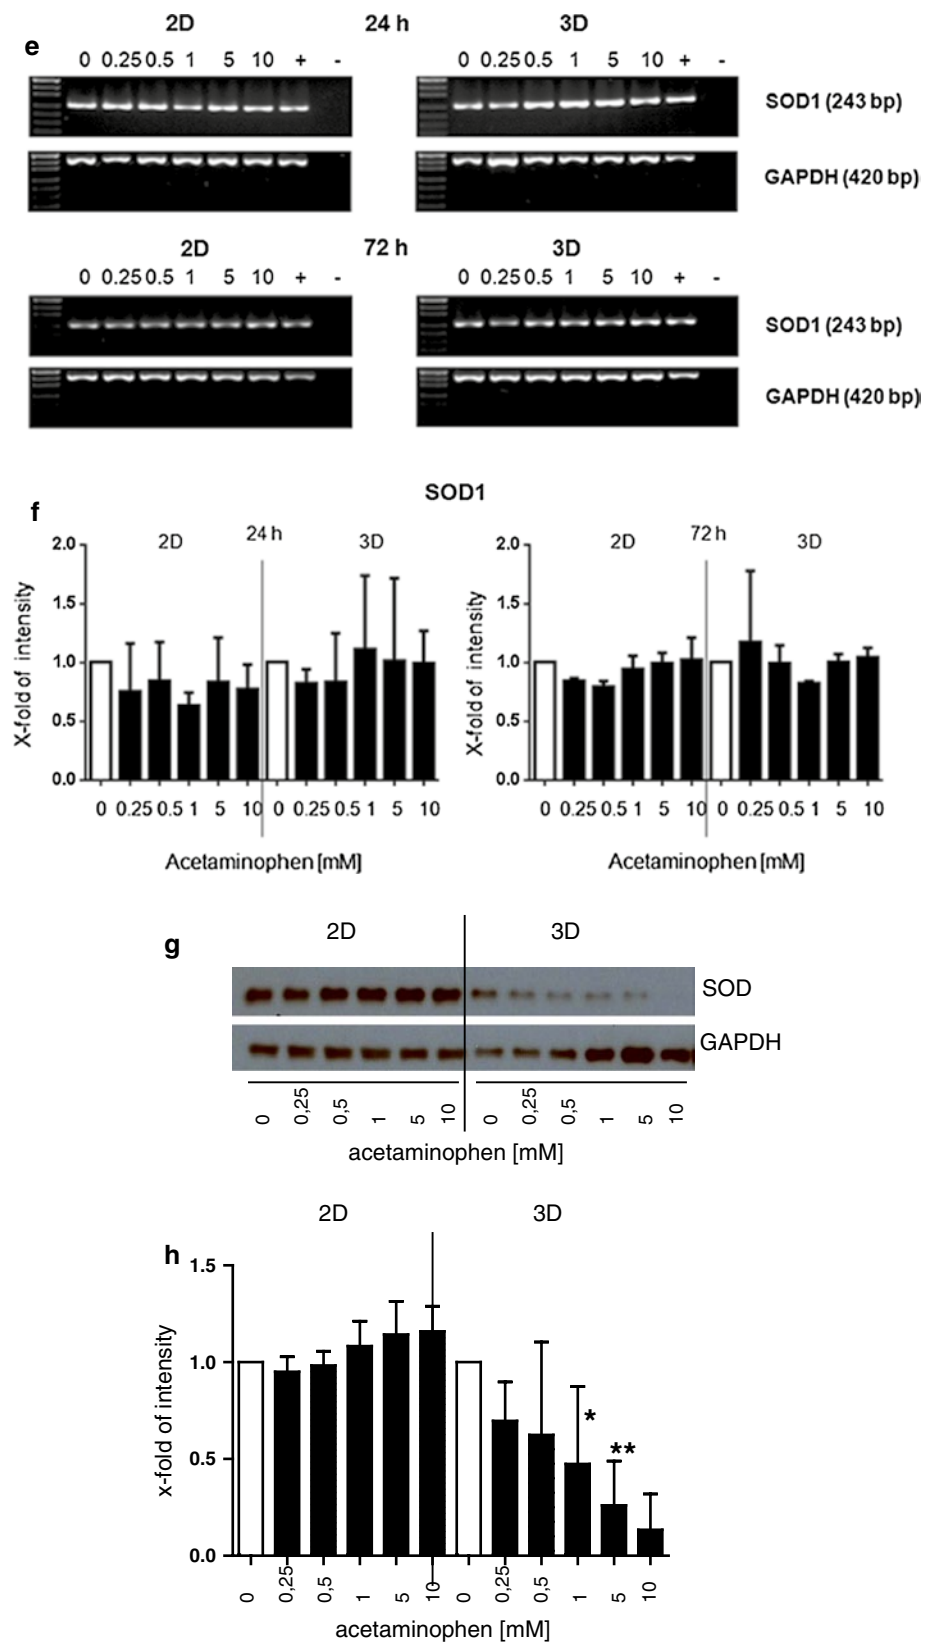 e
2D 24 h 3D
0 0.25 0.5 1 5 10 + - 0 0.25 0.5 1 5 10 + -
SOD1 (243 bp)
GAPDH (420 bp)
2D 72 h 3D
0 0.25 0.5 1 5 10 + - 0 0.25 0.5 1 5 10 + -
SOD1 (243 bp)
GAPDH (420 bp)
f
SOD1
2D 24 h 3D
X-fold of intensity
2.0
1.5
1.0
0.5
0.0
0 0.25 0.5 1 5 10 0 0.25 0.5 1 5 10
Acetaminophen [mM]
2D 72 h 3D
X-fold of intensity
2.0
1.5
1.0
0.5
0.0
0 0.25 0.5 1 5 10 0 0.25 0.5 1 5 10
Acetaminophen [mM]
g
2D 3D
SOD
GAPDH
0 0,25 0,5 1 5 10 0 0,25 0,5 1 5 10
acetaminophen [mM]
h
2D 3D
x-fold of intensity
1.5
1.0
0.5
0.0
*
**
0 0,25 0,5 1 5 10 0 0,25 0,5 1 5 10
acetaminophen [mM]